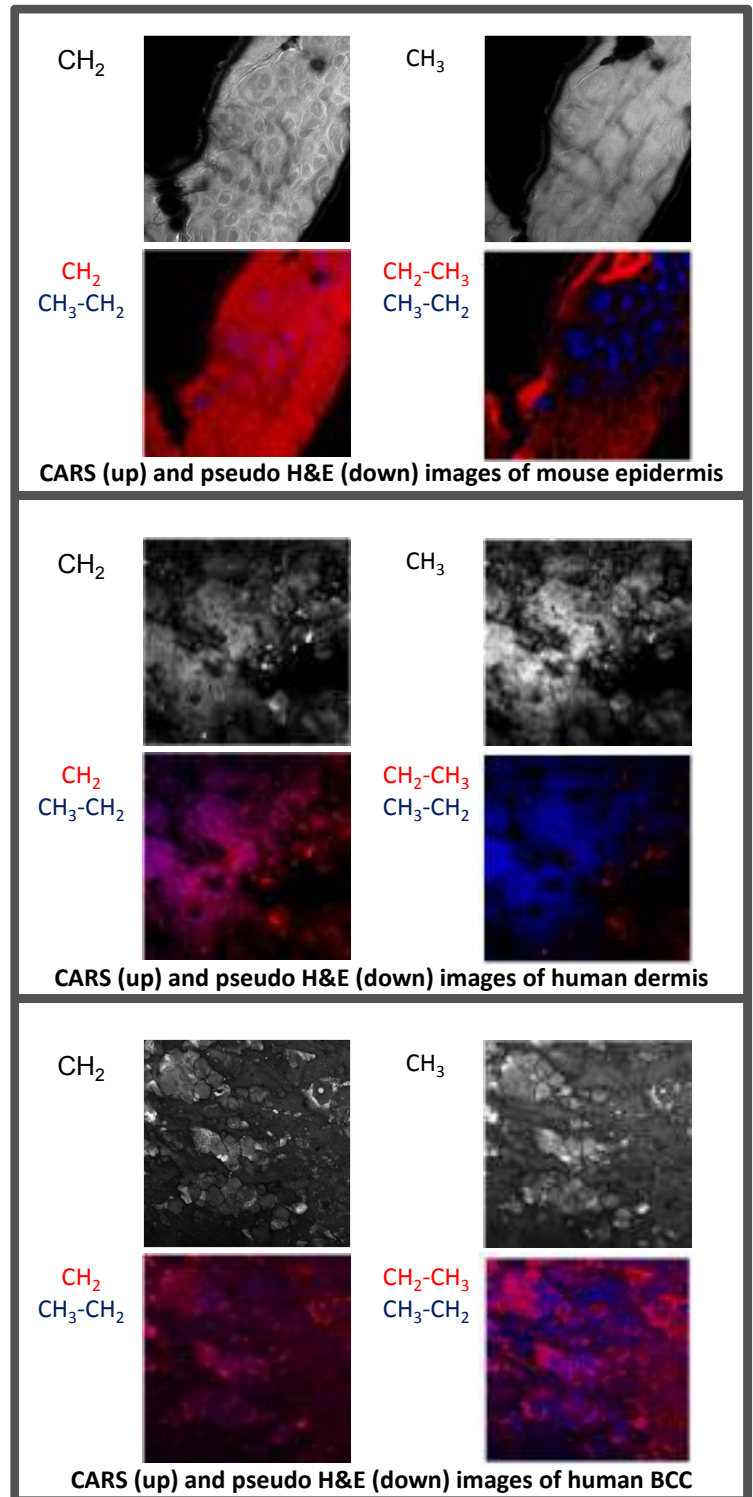 CH₂ CH₃
CH₂ CH₂-CH₃
CH₃-CH₂ CH₃-CH₂
CARS (up) and pseudo H&E (down) images of mouse epidermis
CH₂ CH₃
CH₂ CH₂-CH₃
CH₃-CH₂ CH₃-CH₂
CARS (up) and pseudo H&E (down) images of human dermis
CH₂ CH₃
CH₂ CH₂-CH₃
CH₃-CH₂ CH₃-CH₂
CARS (up) and pseudo H&E (down) images of human BCC